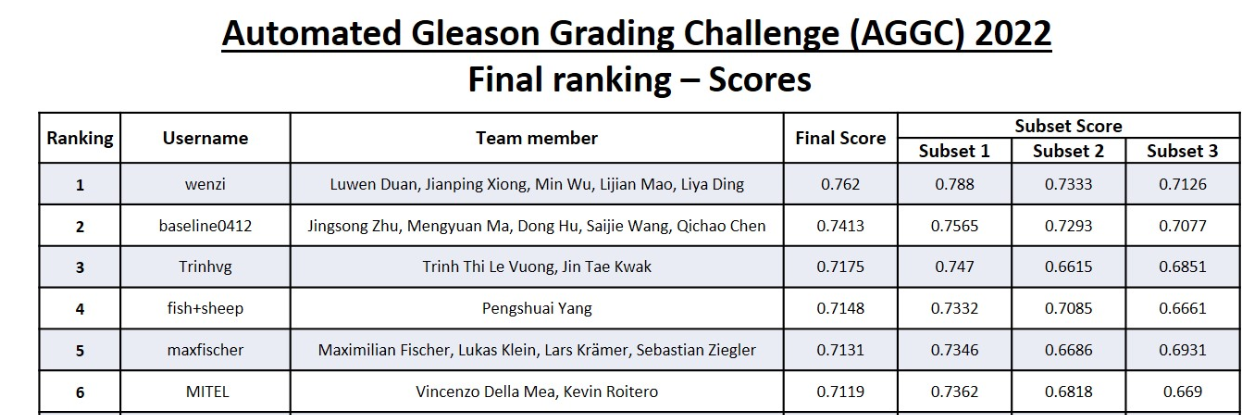 Automated Gleason Grading Challenge (AGGC) 2022
Final ranking – Scores
Ranking Username Team member Final Score Subset Score
Subset 1 Subset 2 Subset 3
1 wenzi Luwen Duan, Jianping Xiong, Min Wu, Lijian Mao, Liya Ding 0.762 0.788 0.7333 0.7126
2 baseline0412 Jingsong Zhu, Mengyuan Ma, Dong Hu, Saijie Wang, Qichao Chen 0.7413 0.7565 0.7293 0.7077
3 Trinhvg Trinh Thi Le Vuong, Jin Tae Kwak 0.7175 0.747 0.6615 0.6851
4 fish+sheep Pengshuai Yang 0.7148 0.7332 0.7085 0.6661
5 maxfischer Maximilian Fischer, Lukas Klein, Lars Krämer, Sebastian Ziegler 0.7131 0.7346 0.6686 0.6931
6 MITEL Vincenzo Della Mea, Kevin Roitero 0.7119 0.7362 0.6818 0.669